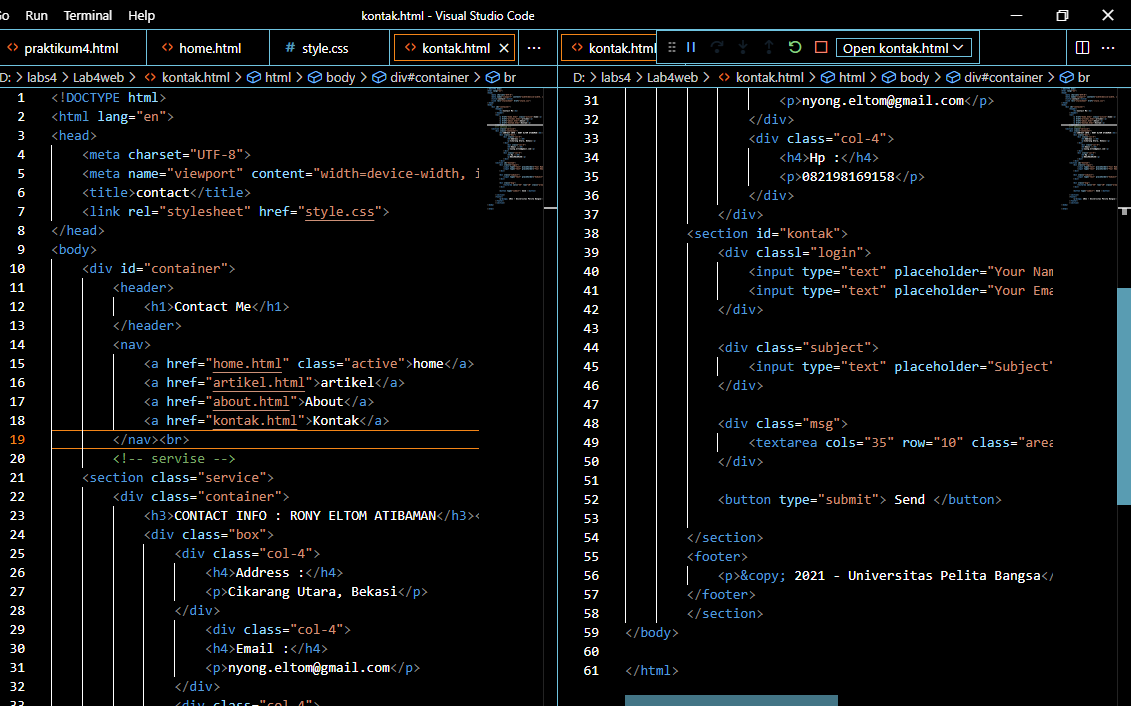 Go Run Terminal Help kontak.html - Visual Studio Code
praktikum4.html home.html # style.css kontak.html ···
D: > labs4 > Lab4web > kontak.html > html > body > div#container > br
1 <!DOCTYPE html>
2 <html lang="en">
3 <head>
4 <meta charset="UTF-8">
5 <meta name="viewport" content="width=device-width, i
6 <title>contact</title>
7 <link rel="stylesheet" href="style.css">
8 </head>
9 <body>
10 <div id="container">
11 <header>
12 <h1>Contact Me</h1>
13 </header>
14 <nav>
15 <a href="home.html" class="active">home</a>
16 <a href="artikel.html">artikel</a>
17 <a href="about.html">About</a>
18 <a href="kontak.html">Kontak</a>
19 </nav><br>
20 <!-- servise -->
21 <section class="service">
22 <div class="container">
23 <h3>CONTACT INFO : RONY ELTOM ATIBAMAN</h3><
24 <div class="box">
25 <div class="col-4">
26 <h4>Address :</h4>
27 <p>Cikarang Utara, Bekasi</p>
28 </div>
29 <div class="col-4">
30 <h4>Email :</h4>
31 <p>nyong.eltom@gmail.com</p>
32 </div>
33 <div class="col-4">
kontak.html Open kontak.html ···
D: > labs4 > Lab4web > kontak.html > html > body > div#container > br
31 <p>nyong.eltom@gmail.com</p>
32 </div>
33 <div class="col-4">
34 <h4>Hp :</h4>
35 <p>082198169158</p>
36 </div>
37 </div>
38 <section id="kontak">
39 <div classl="login">
40 <input type="text" placeholder="Your Nam
41 <input type="text" placeholder="Your Ema
42 </div>
43
44 <div class="subject">
45 <input type="text" placeholder="Subject"
46 </div>
47
48 <div class="msg">
49 <textarea cols="35" row="10" class="area
50 </div>
51
52 <button type="submit"> Send </button>
53
54 </section>
55 <footer>
56 <p>&copy; 2021 - Universitas Pelita Bangsa</
57 </footer>
58 </section>
59 </body>
60
61 </html>